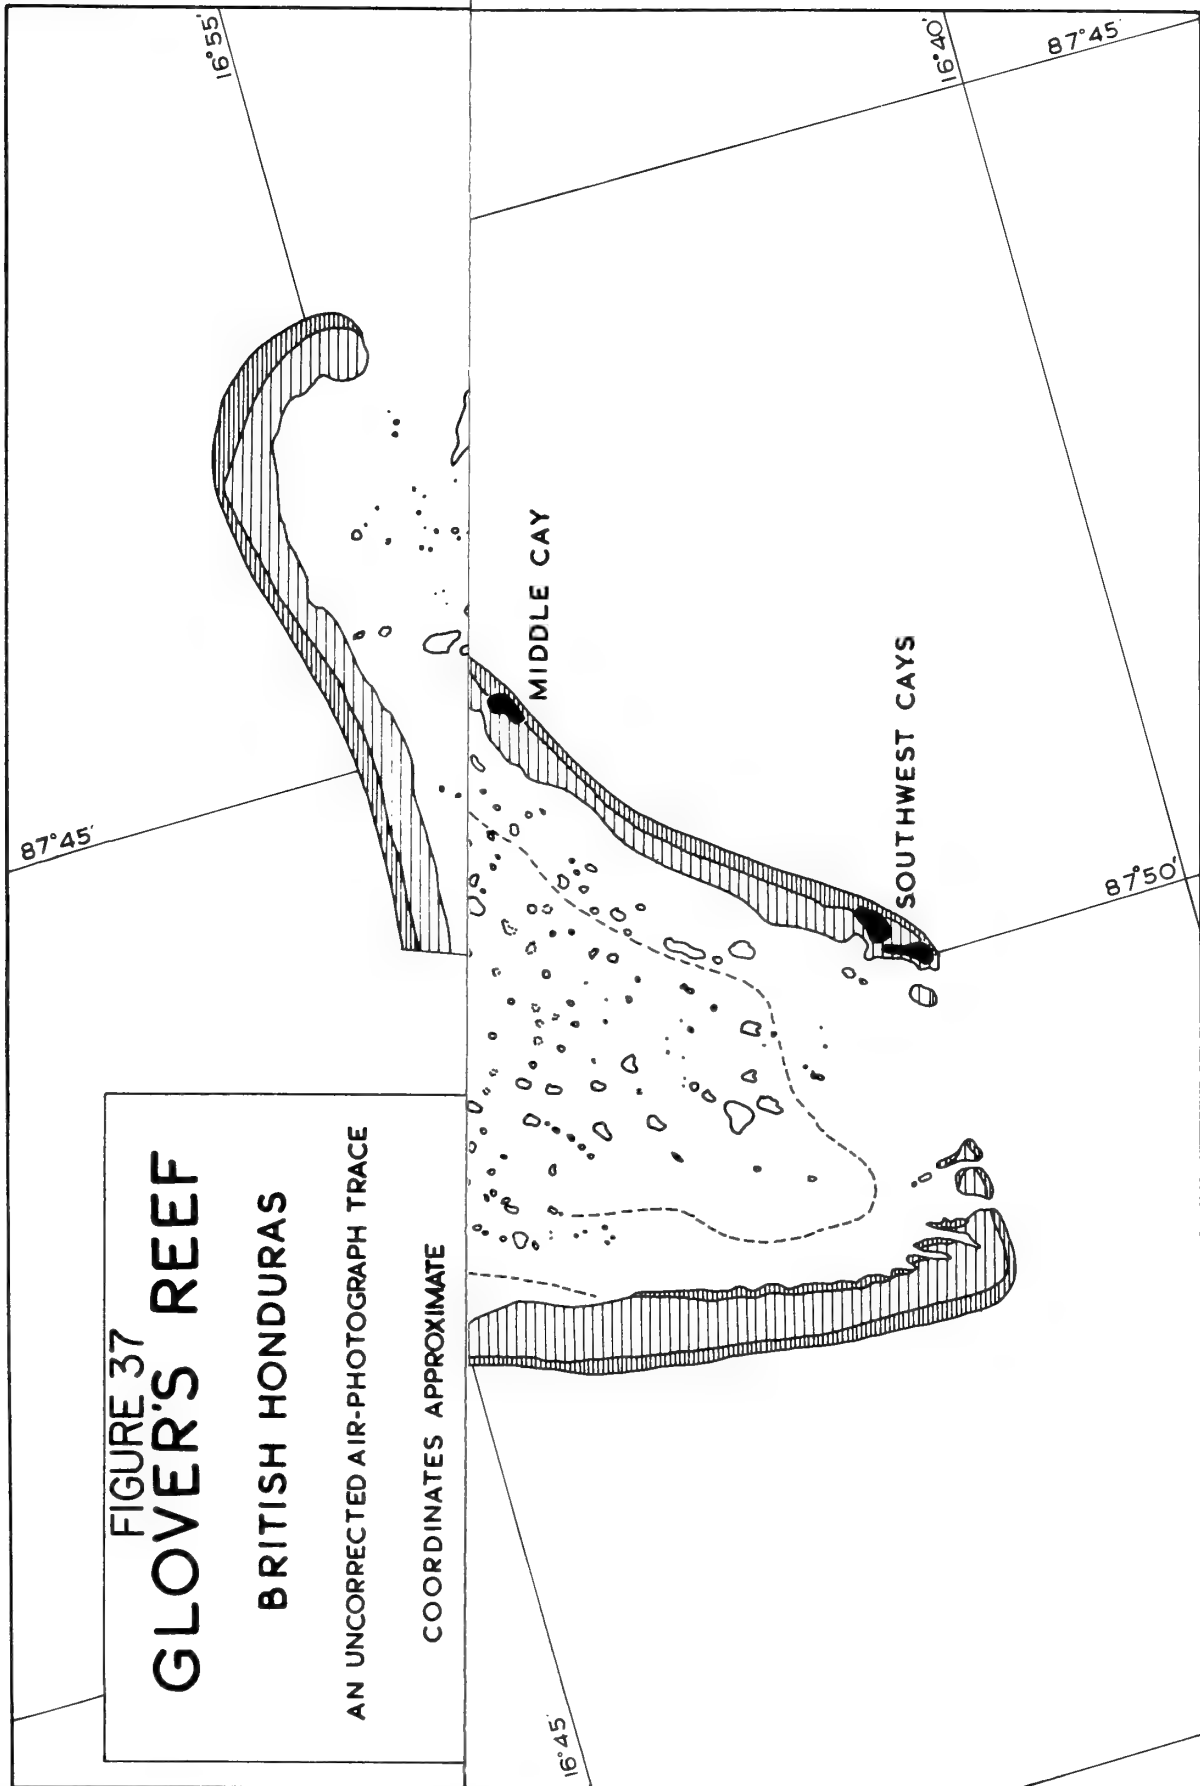 FIGURE 37
GLOVER'S REEF
BRITISH HONDURAS
AN UNCORRECTED AIR-PHOTOGRAPH TRACE
COORDINATES APPROXIMATE
16°55'
87°45'
16°40'
87°45'
MIDDLE CAY
SOUTHWEST CAYS
87°50'
16°45'